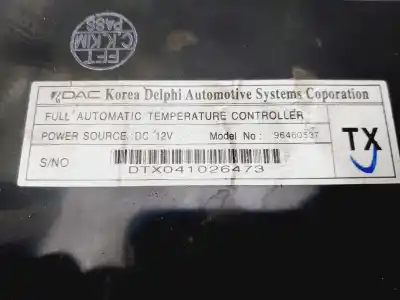 EFT
C.K KIM
PASS
KDAC Korea Delphi Automotive Systems Coporation
FULL AUTOMATIC TEMPERATURE CONTROLLER
POWER SOURCE: DC 12V Model No : 96460537
TX
S/NO
DTX041026473